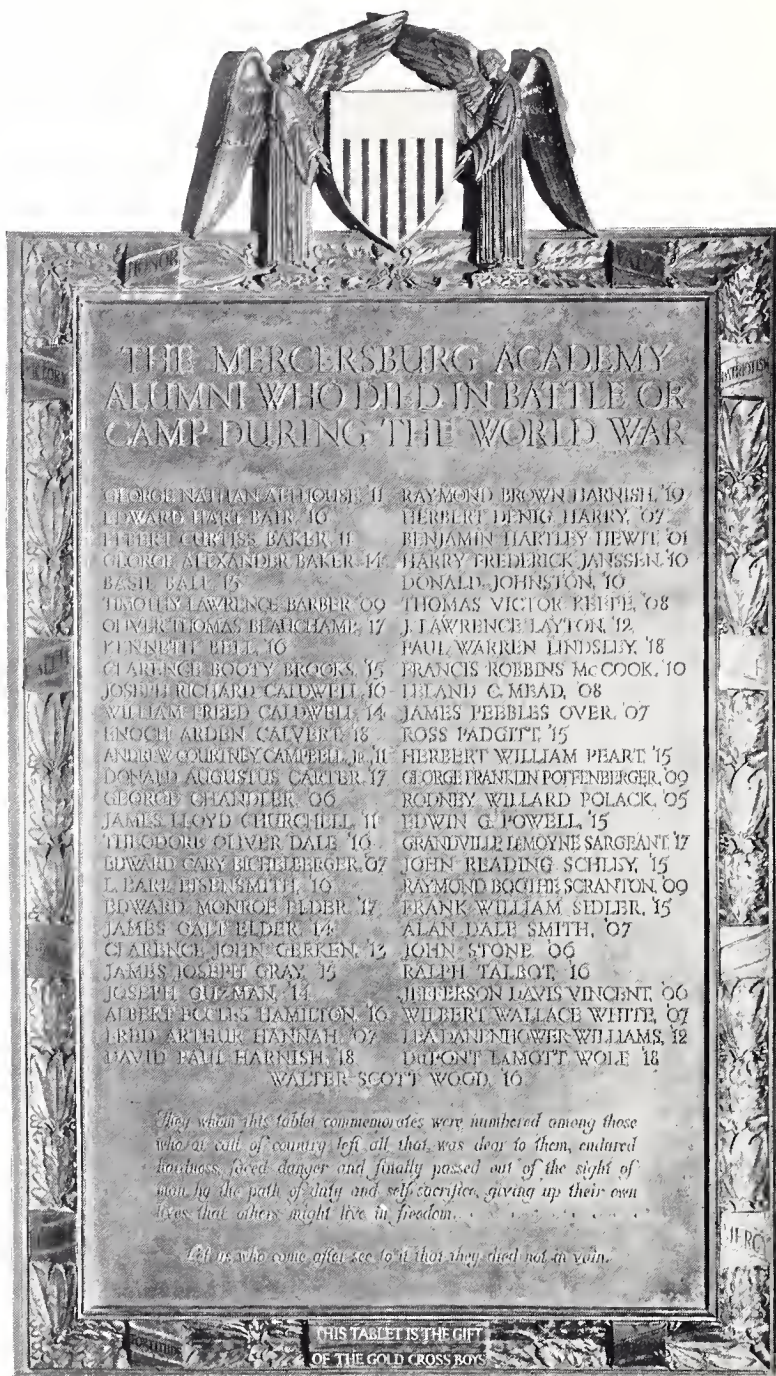 HONOR
VALOR
VICTORY
PATRIOTISM
THE MERCERSBURG ACADEMY
ALUMNI WHO DIED IN BATTLE OR
CAMP DURING THE WORLD WAR
GEORGE NATHAN ALTHOUSE, '11
EDWARD HART BAIR, '16
ELBERT CURTISS BAKER, '11
GEORGE ALEXANDER BAKER, '14
BASIL BALL, '15
TIMOTHY LAWRENCE BARBER, '09
OLIVER THOMAS BEAUCHAMP, '17
KENNETH BELL, '16
CLARENCE BOOTY BROOKS, '15
JOSEPH RICHARD CALDWELL, '16
WILLIAM FREED CALDWELL, '14
ENOCH ARDEN CALVERT, '18
ANDREW COURTNEY CAMPBELL, JR., '11
DONALD AUGUSTUS CARTER, '17
GEORGE CHANDLER, '06
JAMES LLOYD CHURCHELL, '11
THEODORE OLIVER DALE, '16
EDWARD CARY EICHELBERGER, '07
L. EARL EISENSMITH, '16
EDWARD MONROE ELDER, '17
JAMES GALT ELDER, '14
CLARENCE JOHN GERKEN, '13
JAMES JOSEPH GRAY, '15
JOSEPH GUZMAN, '14
ALBERT ECCLES HAMILTON, '16
FRED ARTHUR HANNAH, '07
DAVID PAUL HARNISH, '18
RAYMOND BROWN HARNISH, '19
HERBERT DENIG HARRY, '07
BENJAMIN HARTLEY HEWIT, '01
HARRY FREDERICK JANSSEN, '10
DONALD JOHNSTON, '10
THOMAS VICTOR KEEFE, '08
J. LAWRENCE LAYTON, '12
PAUL WARREN LINDSLEY, '18
FRANCIS ROBBINS McCOOK, '10
LELAND C. MEAD, '08
JAMES PEEBLES OVER, '07
ROSS PADGITT, '15
HERBERT WILLIAM PEART, '15
GEORGE FRANKLIN POFFENBERGER, '09
RODNEY WILLARD POLACK, '05
EDWIN G. POWELL, '15
GRANDVILLE LEMOYNE SARGEANT, '17
JOHN READING SCHLEY, '15
RAYMOND BOOTHE SCRANTON, '09
FRANK WILLIAM SIDLER, '15
ALAN DALE SMITH, '07
JOHN STONE, '06
RALPH TALBOT, '16
JEFFERSON DAVIS VINCENT, '06
WILBERT WALLACE WHITE, '07
LEA DANENHOWER WILLIAMS, '12
DuPONT LAMOTT WOLE, '18
WALTER SCOTT WOOD, '16
They whom this tablet commemorates were numbered among those
who at call of country left all that was dear to them, endured
hardness, faced danger and finally passed out of the sight of
men by the path of duty and self sacrifice, giving up their own
lives that others might live in freedom.
Let us who come after see to it that they died not in vain.
MERCY
FORTITUDE
THIS TABLET IS THE GIFT
OF THE GOLD CROSS BOYS